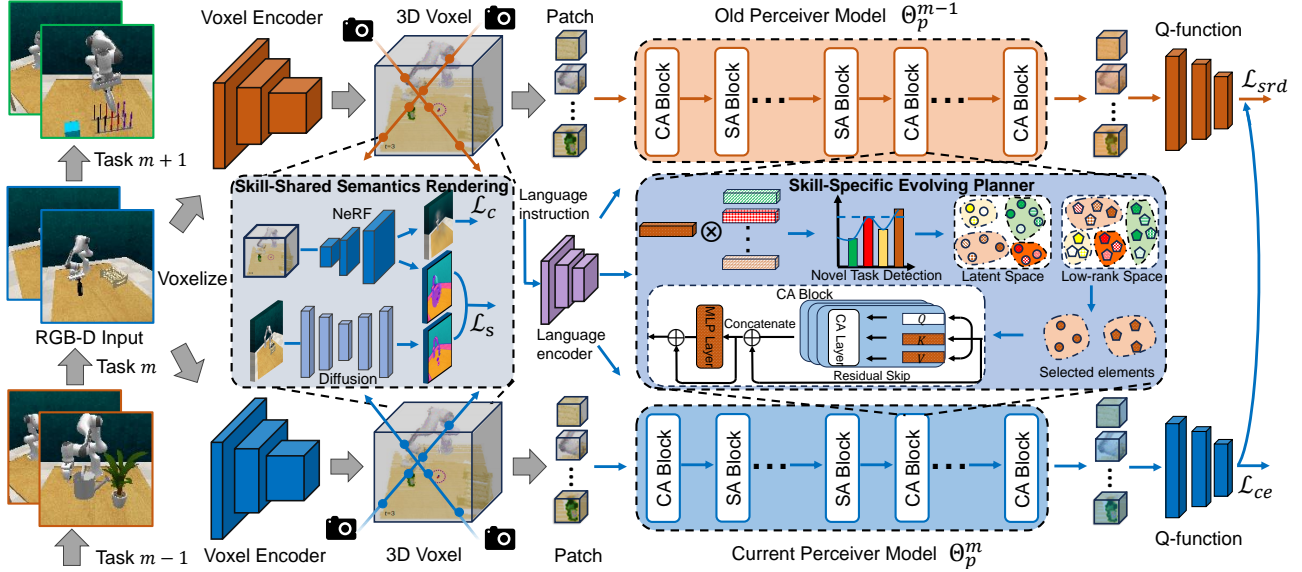 Voxel Encoder
3D Voxel
Patch
Old Perceiver Model Θ_p^{m-1}
Q-function
CA Block
SA Block
SA Block
CA Block
CA Block
ℒ_{srd}
Task m + 1
Skill-Shared Semantics Rendering
NeRF
ℒ_c
ℒ_s
Diffusion
Language
instruction
Language
encoder
Skill-Specific Evolving Planner
Novel Task Detection
Latent Space
Low-rank Space
CA Block
MLP Layer
Concatenate
CA Layer
Q
K
V
Residual Skip
Selected elements
Voxelize
RGB-D Input
Task m
CA Block
SA Block
SA Block
CA Block
CA Block
ℒ_{ce}
Task m − 1
Voxel Encoder
3D Voxel
Patch
Current Perceiver Model Θ_p^m
Q-function